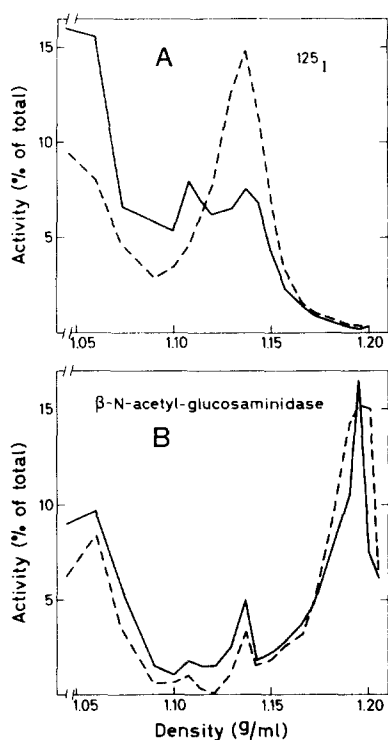 A
125I
Activity (% of total)
15
10
5
1.05
1.10
1.15
1.20
β-N-acetyl-glucosaminidase
B
Activity (% of total)
15
10
5
1.05
1.10
1.15
1.20
Density (g/ml)